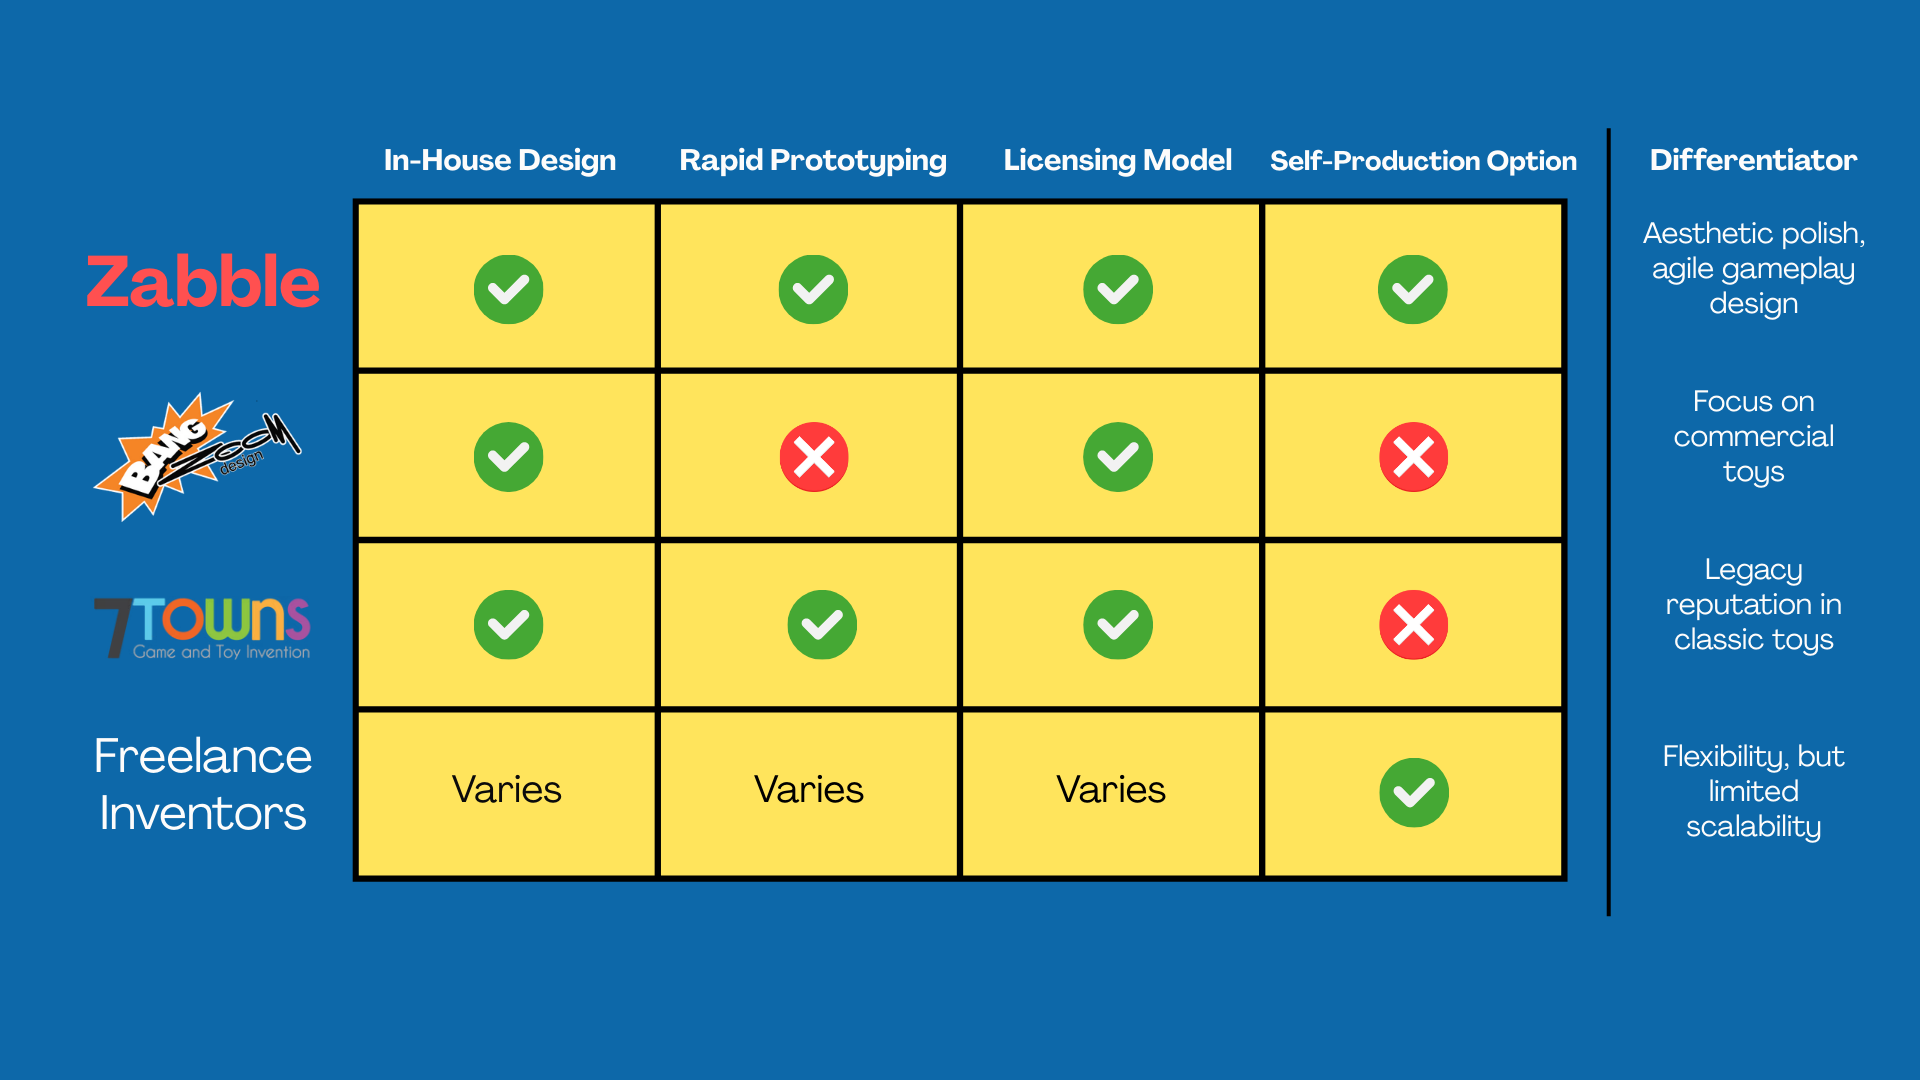 In-House Design Rapid Prototyping Licensing Model Self-Production Option Differentiator
Zabble
Aesthetic polish,
agile gameplay
design
BANG
ZOOM
design
Focus on
commercial
toys
7TOWNS
Game and Toy Invention
Legacy
reputation in
classic toys
Freelance
Inventors
Varies Varies Varies
Flexibility, but
limited
scalability